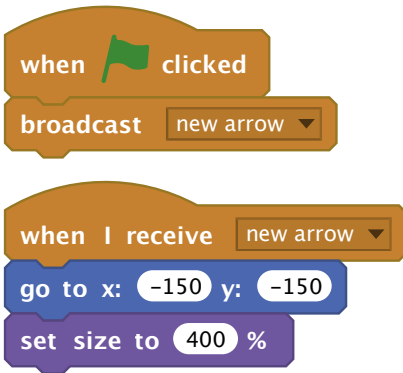 when clicked
broadcast new arrow
when I receive new arrow
go to x: -150 y: -150
set size to 400 %